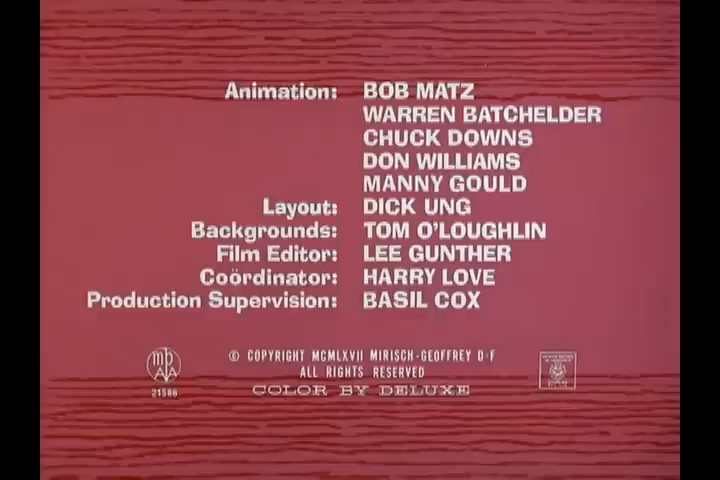 Animation: BOB MATZ
WARREN BATCHELDER
CHUCK DOWNS
DON WILLIAMS
MANNY GOULD
Layout: DICK UNG
Backgrounds: TOM O'LOUGHLIN
Film Editor: LEE GUNTHER
Coördinator: HARRY LOVE
Production Supervision: BASIL COX
© COPYRIGHT MCMLXVII MIRISCH-GEOFFREY D·F
ALL RIGHTS RESERVED
COLOR BY DELUXE
MPAA
21566